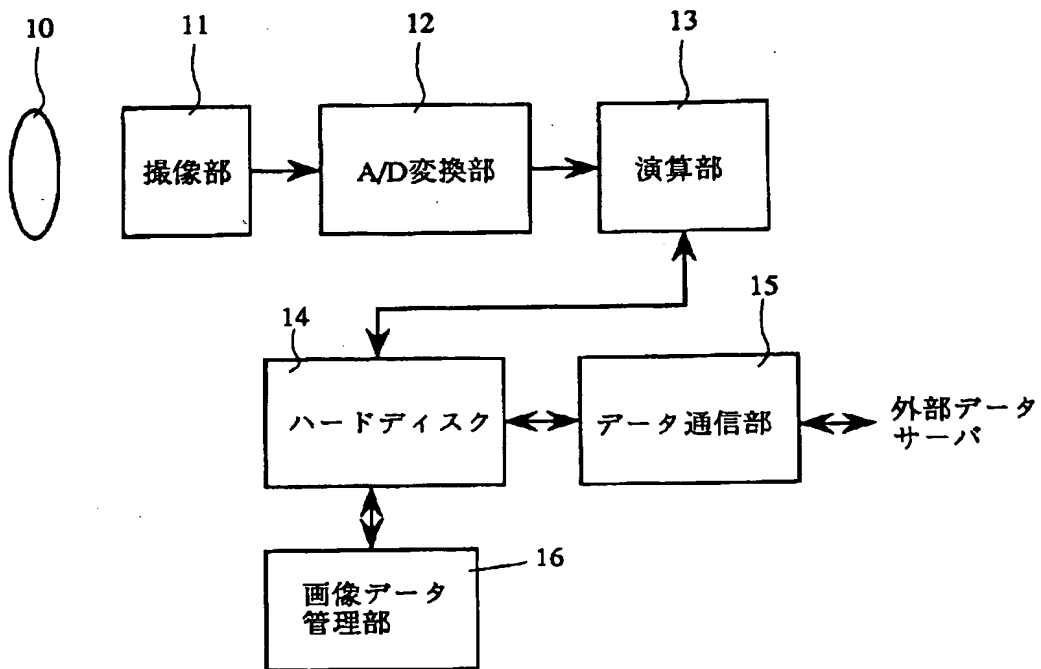 10
11
12
13
撮像部
A/D変換部
演算部
14
15
ハードディスク
データ通信部
外部データ
サーバ
16
画像データ
管理部